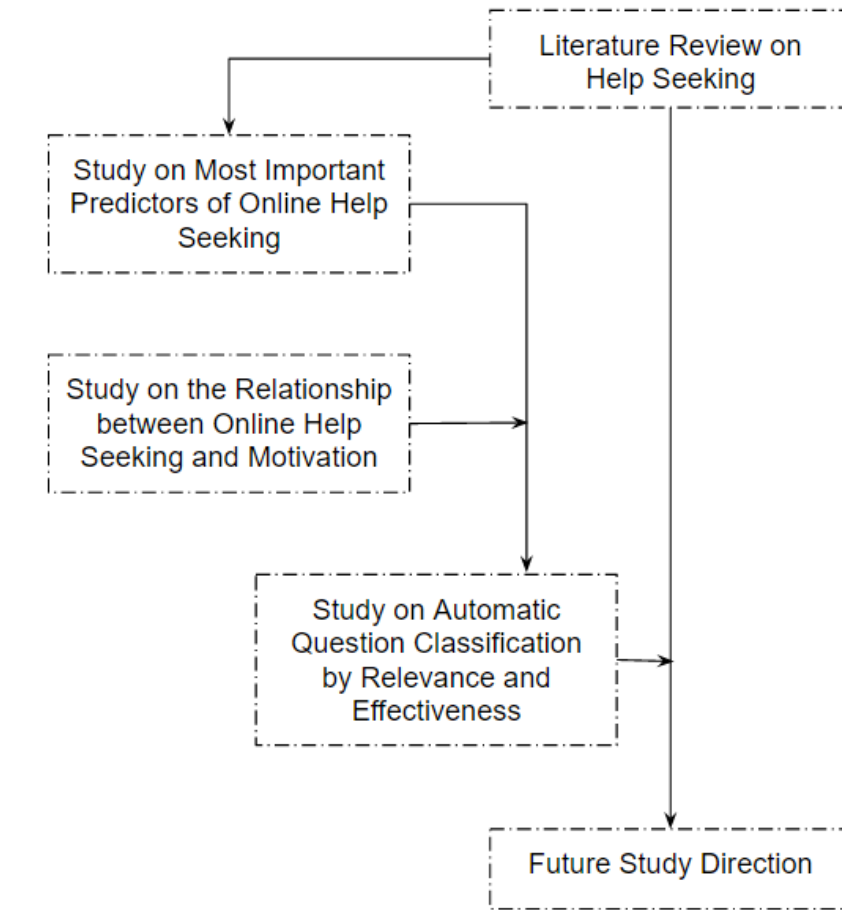 Literature Review on
Help Seeking
Study on Most Important
Predictors of Online Help
Seeking
Study on the Relationship
between Online Help
Seeking and Motivation
Study on Automatic
Question Classification
by Relevance and
Effectiveness
Future Study Direction